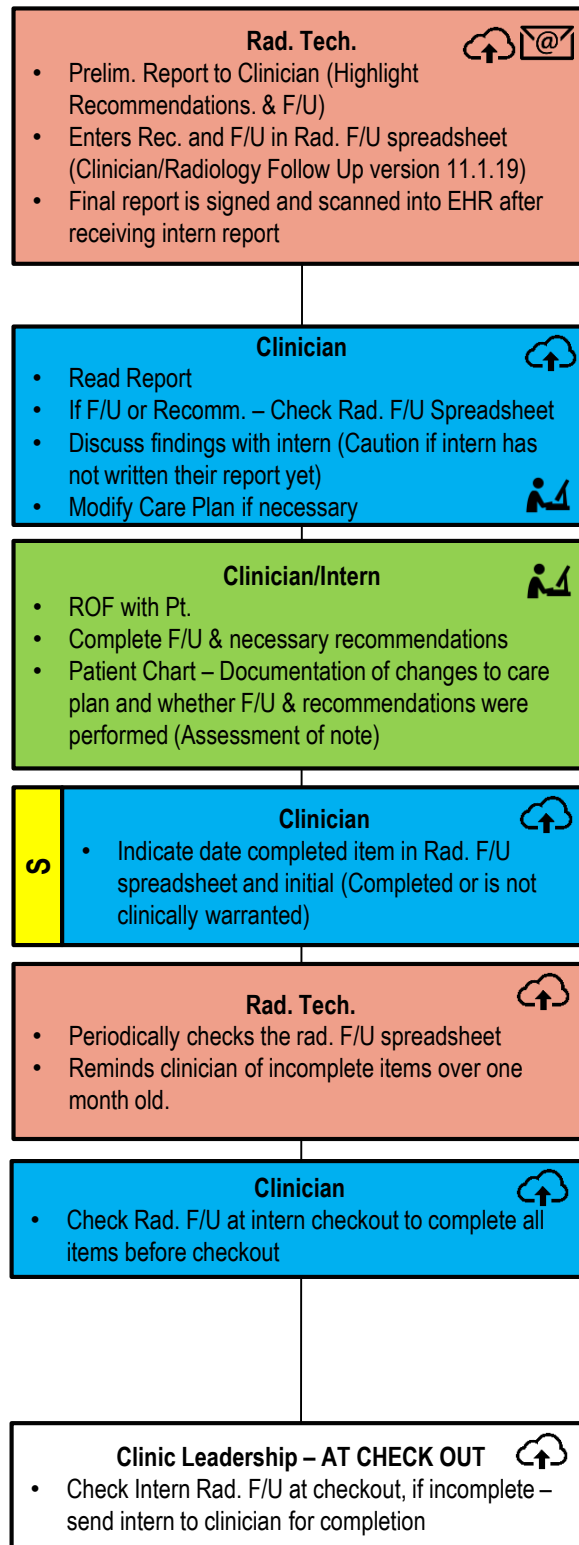 Rad. Tech.
@
• Prelim. Report to Clinician (Highlight
Recommendations. & F/U)
• Enters Rec. and F/U in Rad. F/U spreadsheet
(Clinician/Radiology Follow Up version 11.1.19)
• Final report is signed and scanned into EHR after
receiving intern report
Clinician
• Read Report
• If F/U or Recomm. – Check Rad. F/U Spreadsheet
• Discuss findings with intern (Caution if intern has
not written their report yet)
• Modify Care Plan if necessary
Clinician/Intern
• ROF with Pt.
• Complete F/U & necessary recommendations
• Patient Chart – Documentation of changes to care
plan and whether F/U & recommendations were
performed (Assessment of note)
S
Clinician
• Indicate date completed item in Rad. F/U
spreadsheet and initial (Completed or is not
clinically warranted)
Rad. Tech.
• Periodically checks the rad. F/U spreadsheet
• Reminds clinician of incomplete items over one
month old.
Clinician
• Check Rad. F/U at intern checkout to complete all
items before checkout
Clinic Leadership – AT CHECK OUT
• Check Intern Rad. F/U at checkout, if incomplete –
send intern to clinician for completion